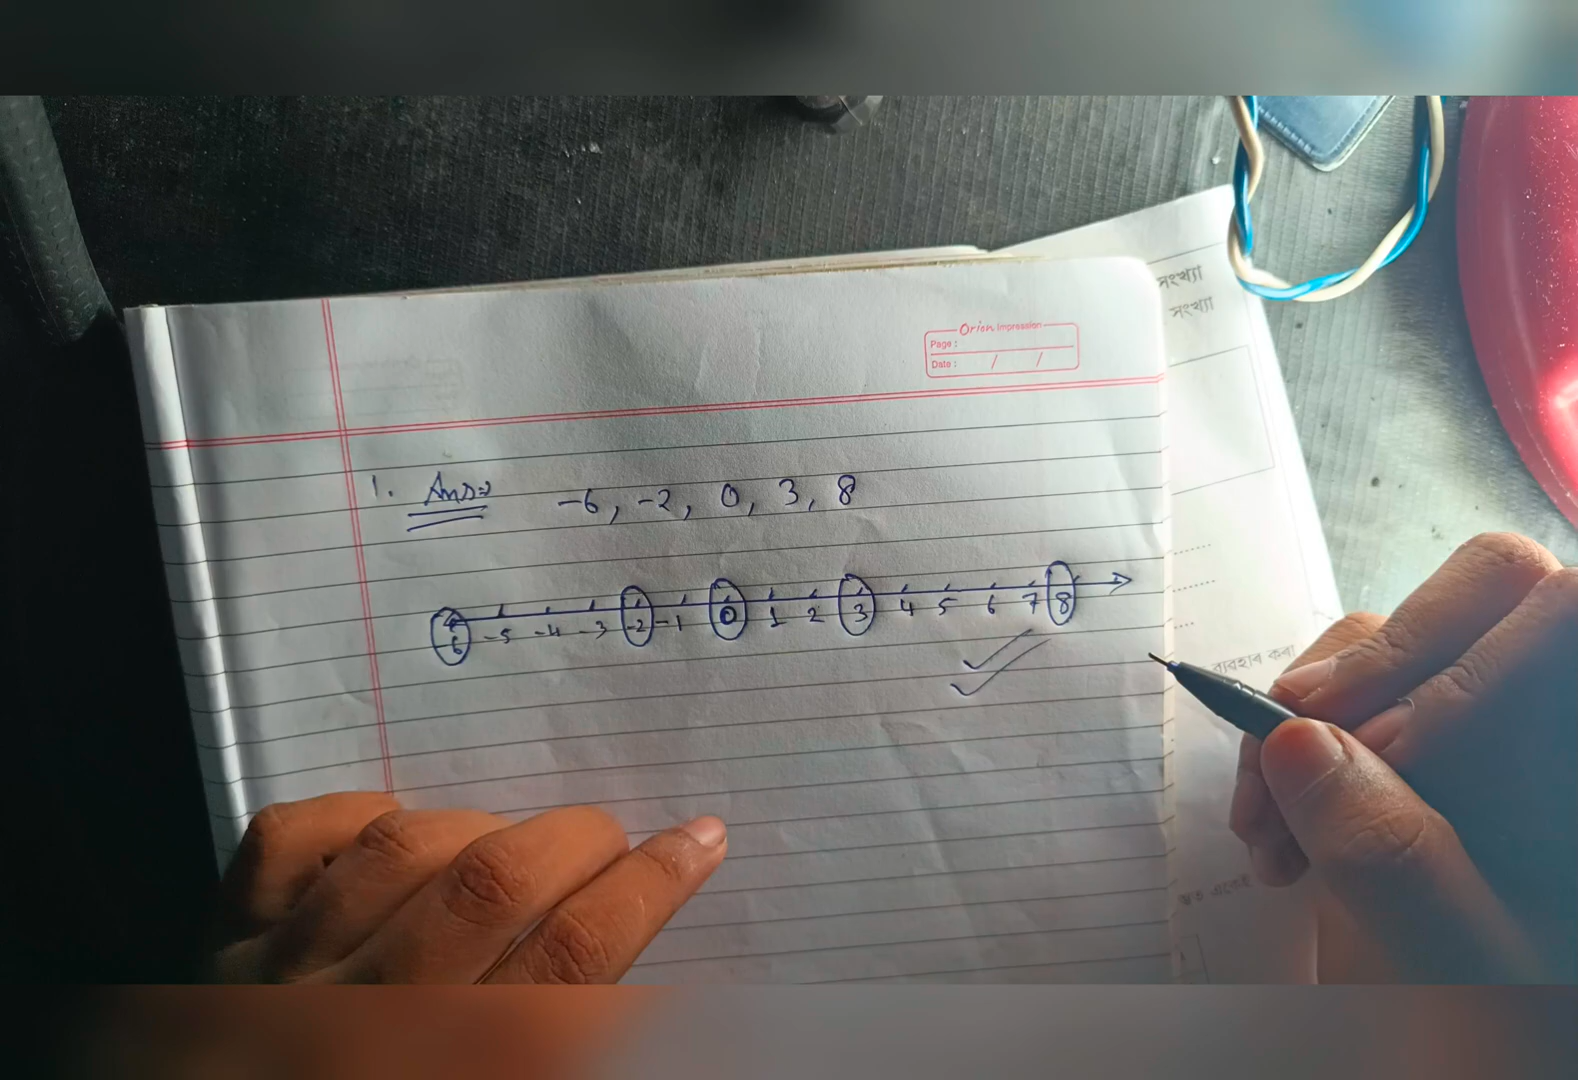 সংখ্যা
সংখ্যা
Orion Impression
Page :
Date : / /
1. Ans⇒ -6, -2, 0, 3, 8
-6 -5 -4 -3 -2 -1 0 1 2 3 4 5 6 7 8
ব্যবহাৰ কৰা